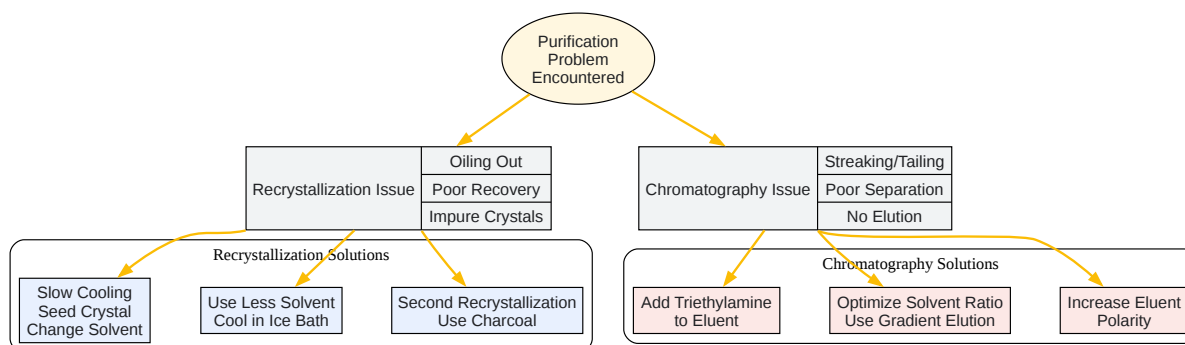 Purification
Problem
Encountered
Recrystallization Issue
Oiling Out
Poor Recovery
Impure Crystals
Chromatography Issue
Streaking/Tailing
Poor Separation
No Elution
Recrystallization Solutions
Slow Cooling
Seed Crystal
Change Solvent
Use Less Solvent
Cool in Ice Bath
Second Recrystallization
Use Charcoal
Chromatography Solutions
Add Triethylamine
to Eluent
Optimize Solvent Ratio
Use Gradient Elution
Increase Eluent
Polarity